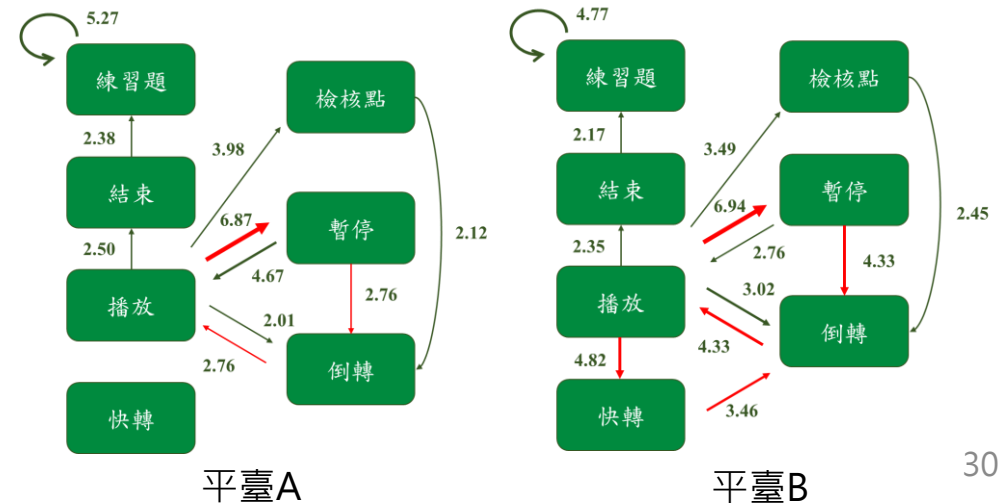 5.27
練習題
檢核點
2.38
3.98
結束
6.87
暫停
2.12
2.50
4.67
播放
2.01
2.76
2.76
倒轉
快轉
平臺A
4.77
練習題
檢核點
2.17
3.49
結束
6.94
暫停
2.45
2.35
2.76
4.33
播放
3.02
4.33
倒轉
4.82
快轉
3.46
平臺B
30